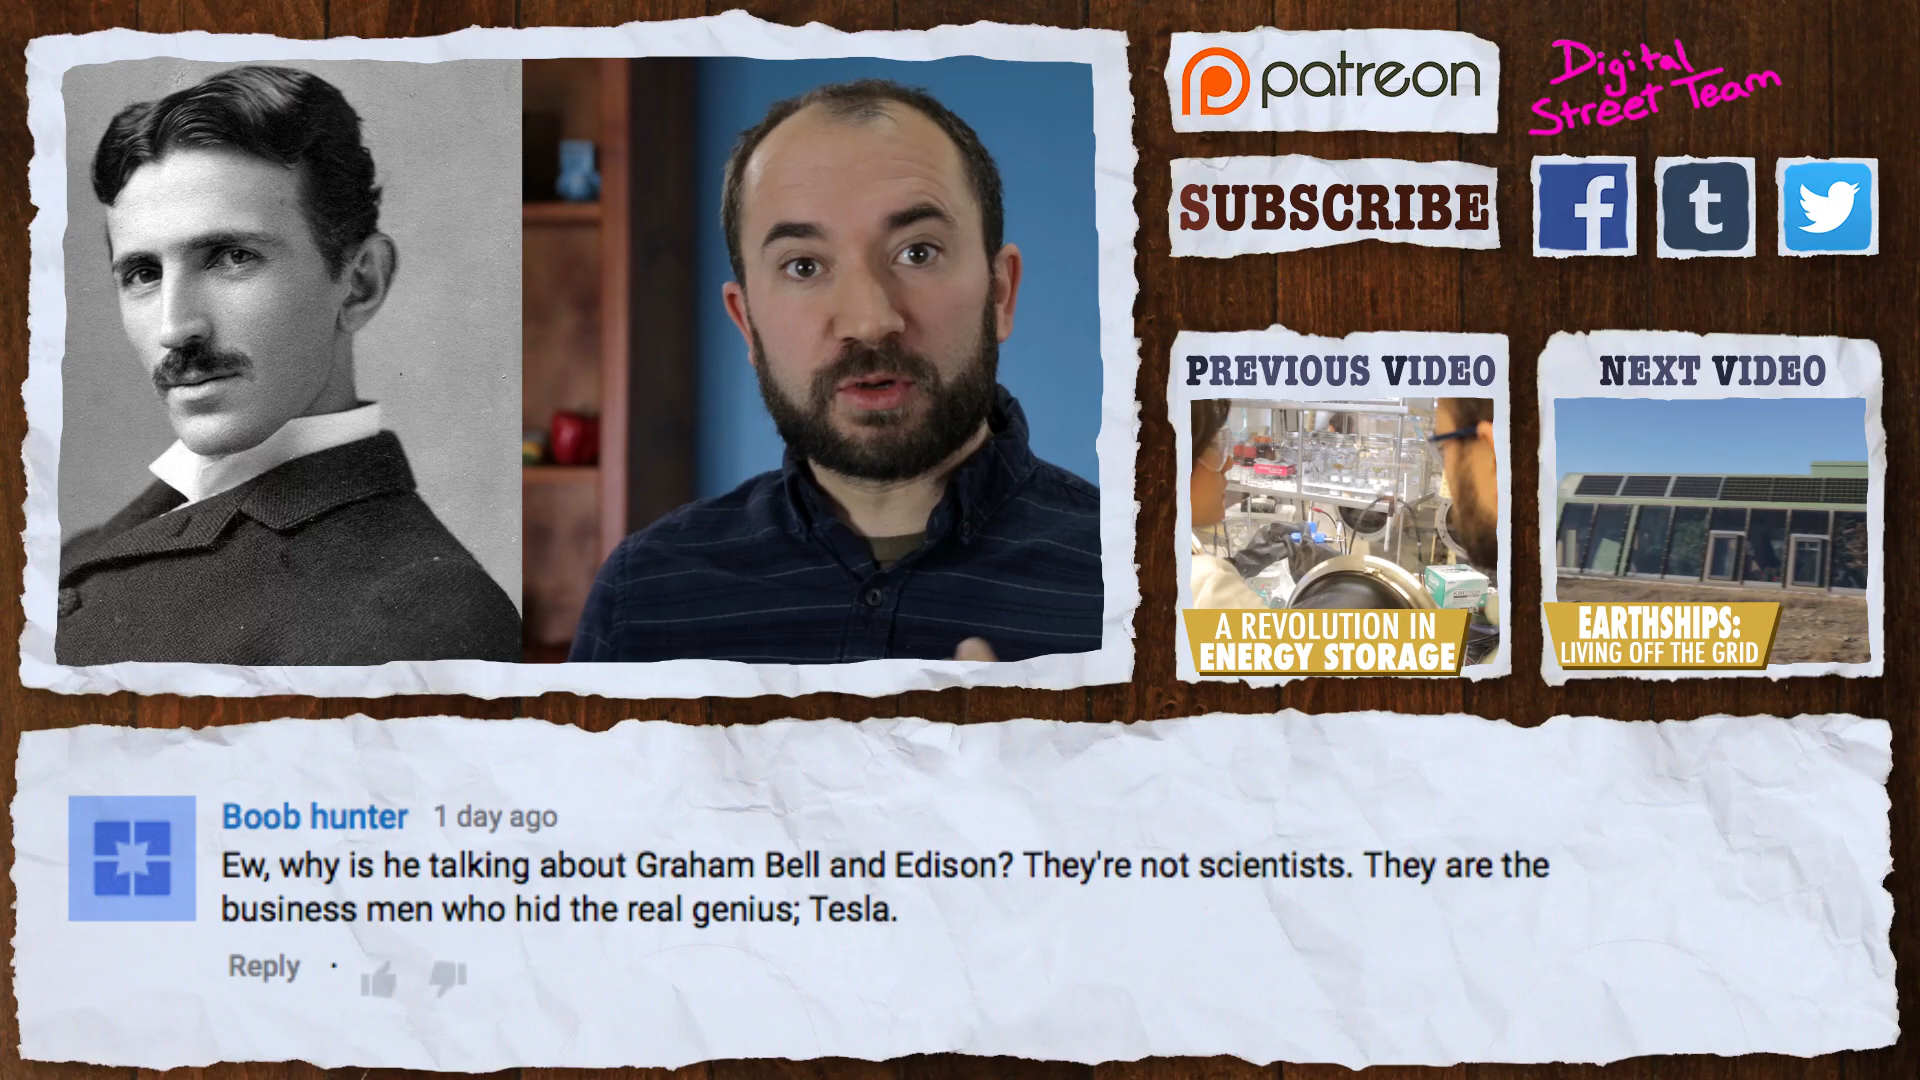 patreon
Digital
Street Team
SUBSCRIBE
PREVIOUS VIDEO
A REVOLUTION IN
ENERGY STORAGE
NEXT VIDEO
EARTHSHIPS:
LIVING OFF THE GRID
Boob hunter 1 day ago
Ew, why is he talking about Graham Bell and Edison? They're not scientists. They are the
business men who hid the real genius; Tesla.
Reply ·